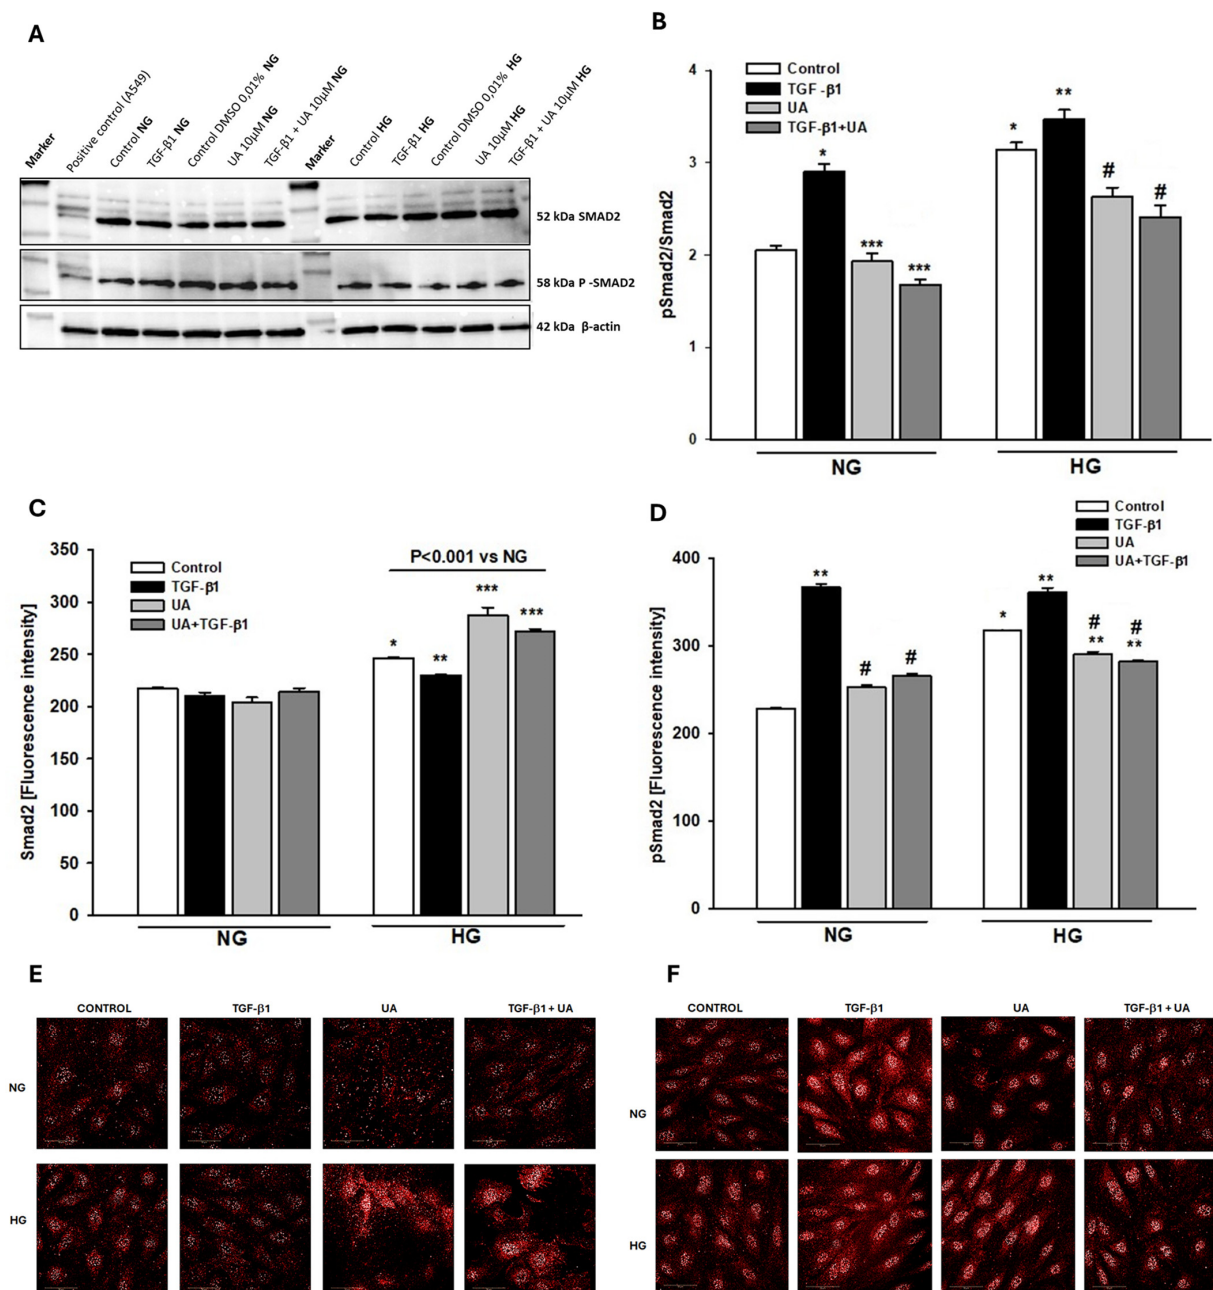 A
Marker
Positive control (A549)
Control NG
TGF-β1 NG
Control DMSO 0,01% NG
UA 10µM NG
TGF-β1 + UA 10µM NG
Marker
Control HG
TGF-β1 HG
Control DMSO 0,01% HG
UA 10µM HG
TGF-β1 + UA 10µM HG
52 kDa SMAD2
58 kDa P -SMAD2
42 kDa β-actin
B
Control
TGF -β1
UA
TGF-β1+UA
pSmad2/Smad2
4
3
2
1
0
*
***
***
*
**
#
#
NG
HG
C
Control
TGF-β1
UA
UA+TGF-β1
P<0.001 vs NG
Smad2 [Fluorescence intensity]
350
300
250
200
150
100
50
0
*
**
***
***
NG
HG
D
Control
TGF-β1
UA
UA+TGF-β1
pSmad2 [Fluorescence intensity]
400
300
200
100
0
**
#
#
*
**
#
**
#
**
NG
HG
E
CONTROL TGF-β1 UA TGF-β1 + UA
NG
HG
F
CONTROL TGF-β1 UA TGF-β1 + UA
NG
HG